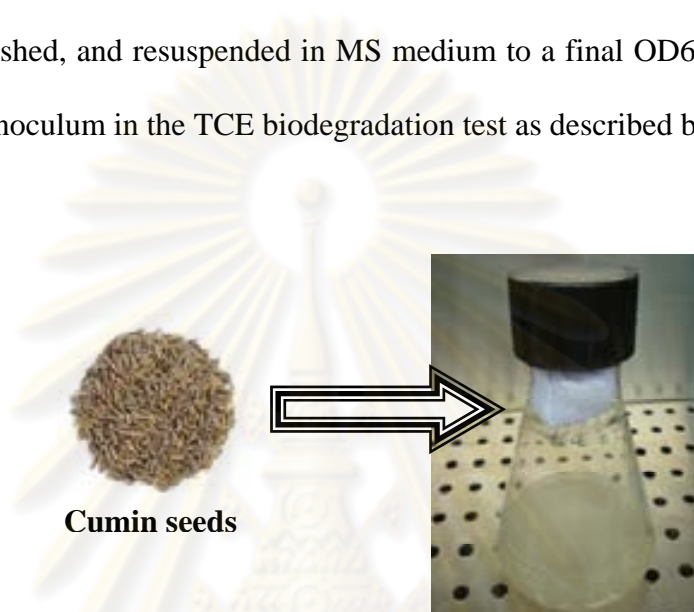 shed, and resuspended in MS medium to a final OD6
noculum in the TCE biodegradation test as described b
Cumin seeds